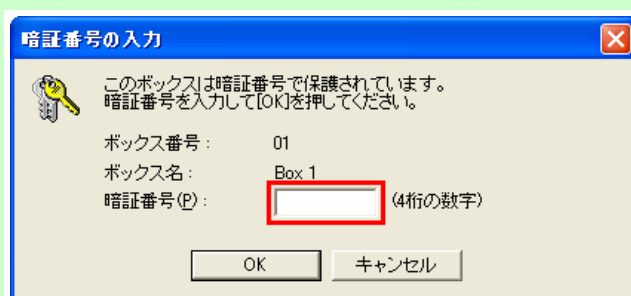 暗証番号の入力
このボックスは暗証番号で保護されています。
暗証番号を入力して[OK]を押してください。
ボックス番号: 01
ボックス名: Box 1
暗証番号(P): (4桁の数字)
OK キャンセル